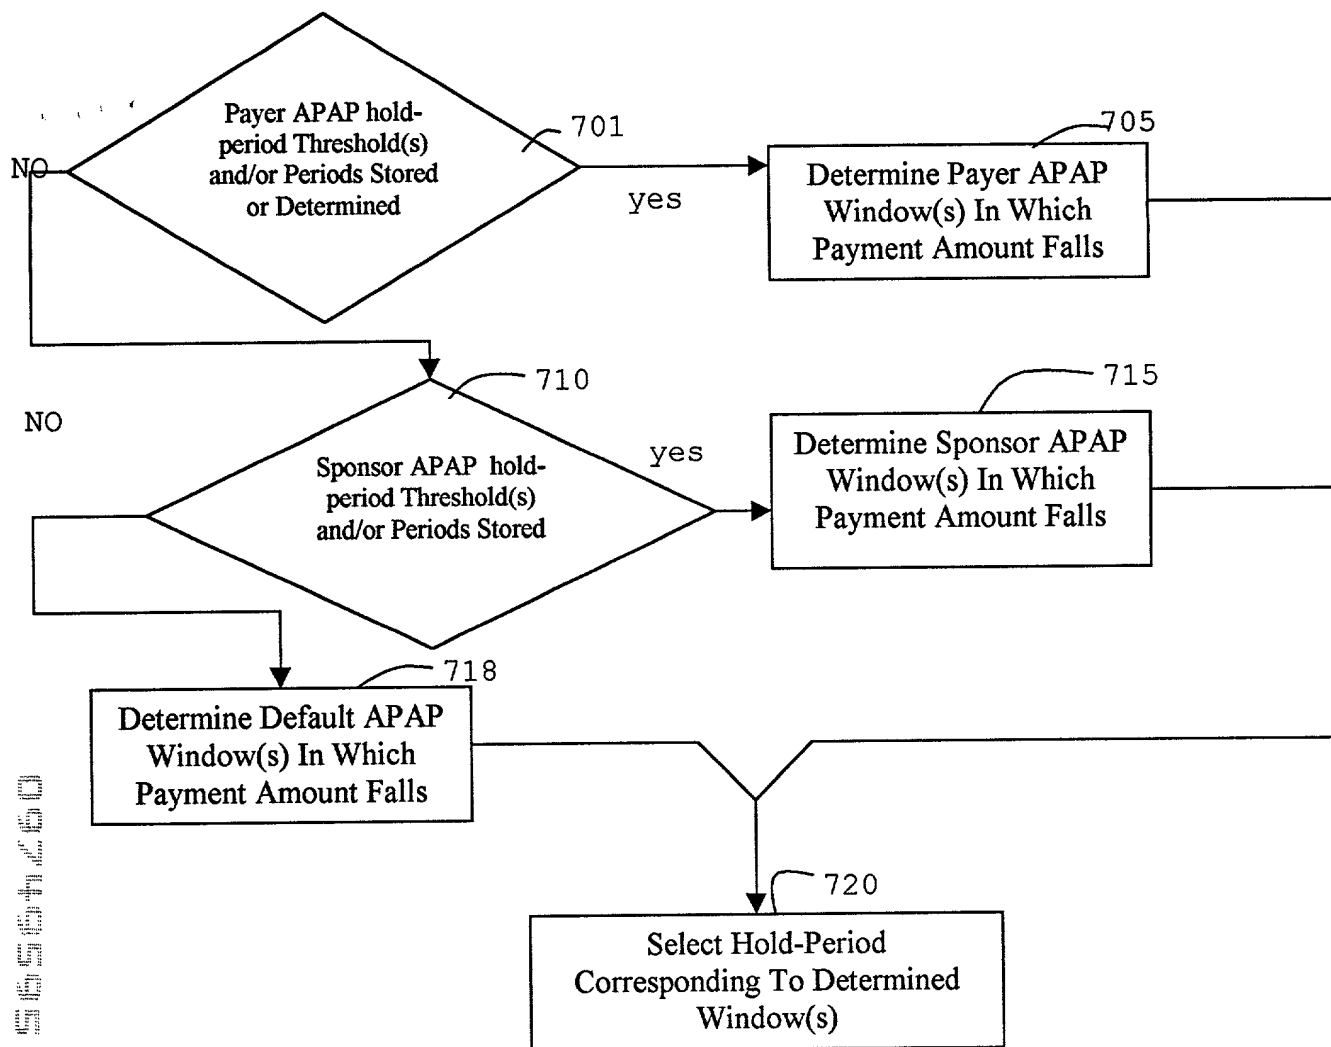 Payer APAP hold-
period Threshold(s)
and/or Periods Stored
or Determined
701
NO
yes
705
Determine Payer APAP
Window(s) In Which
Payment Amount Falls
710
NO
Sponsor APAP hold-
period Threshold(s)
and/or Periods Stored
yes
715
Determine Sponsor APAP
Window(s) In Which
Payment Amount Falls
718
Determine Default APAP
Window(s) In Which
Payment Amount Falls
720
Select Hold-Period
Corresponding To Determined
Window(s)